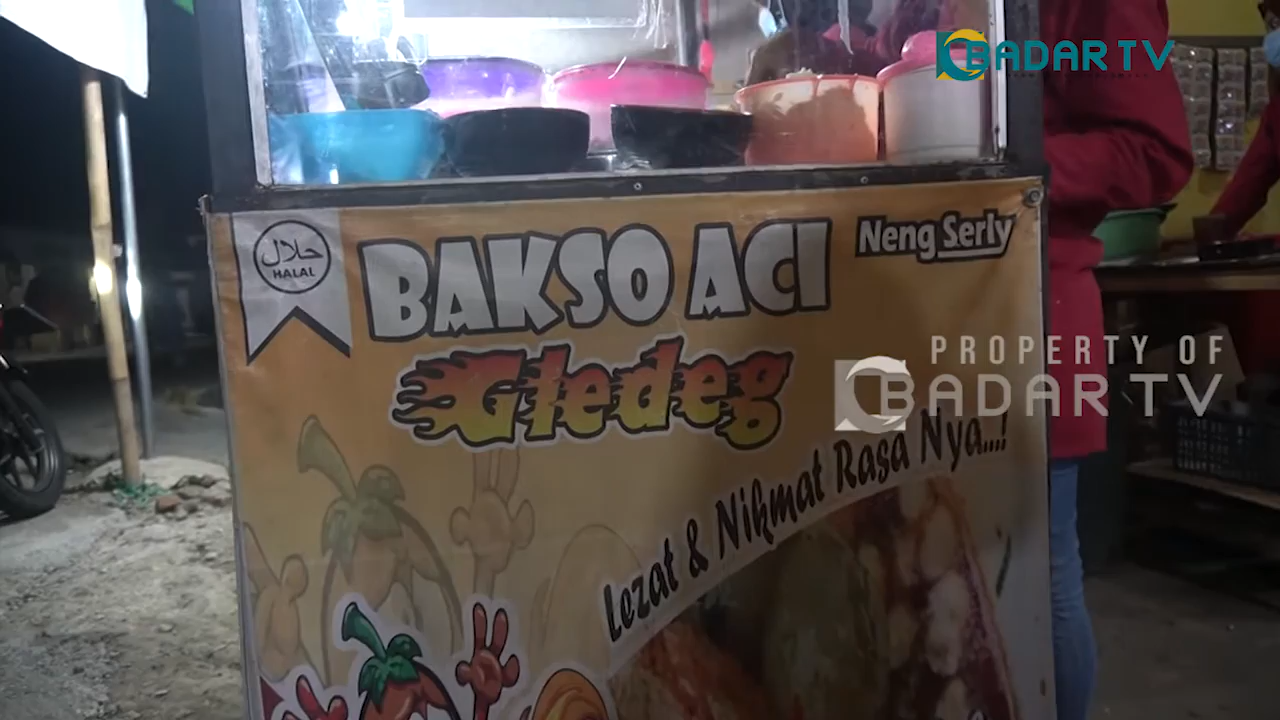 BADAR TV
حلال
HALAL
BAKSO ACI
Neng Serly
Gledeg
PROPERTY OF
BADAR TV
Lezat & Nikmat Rasa Nya...!